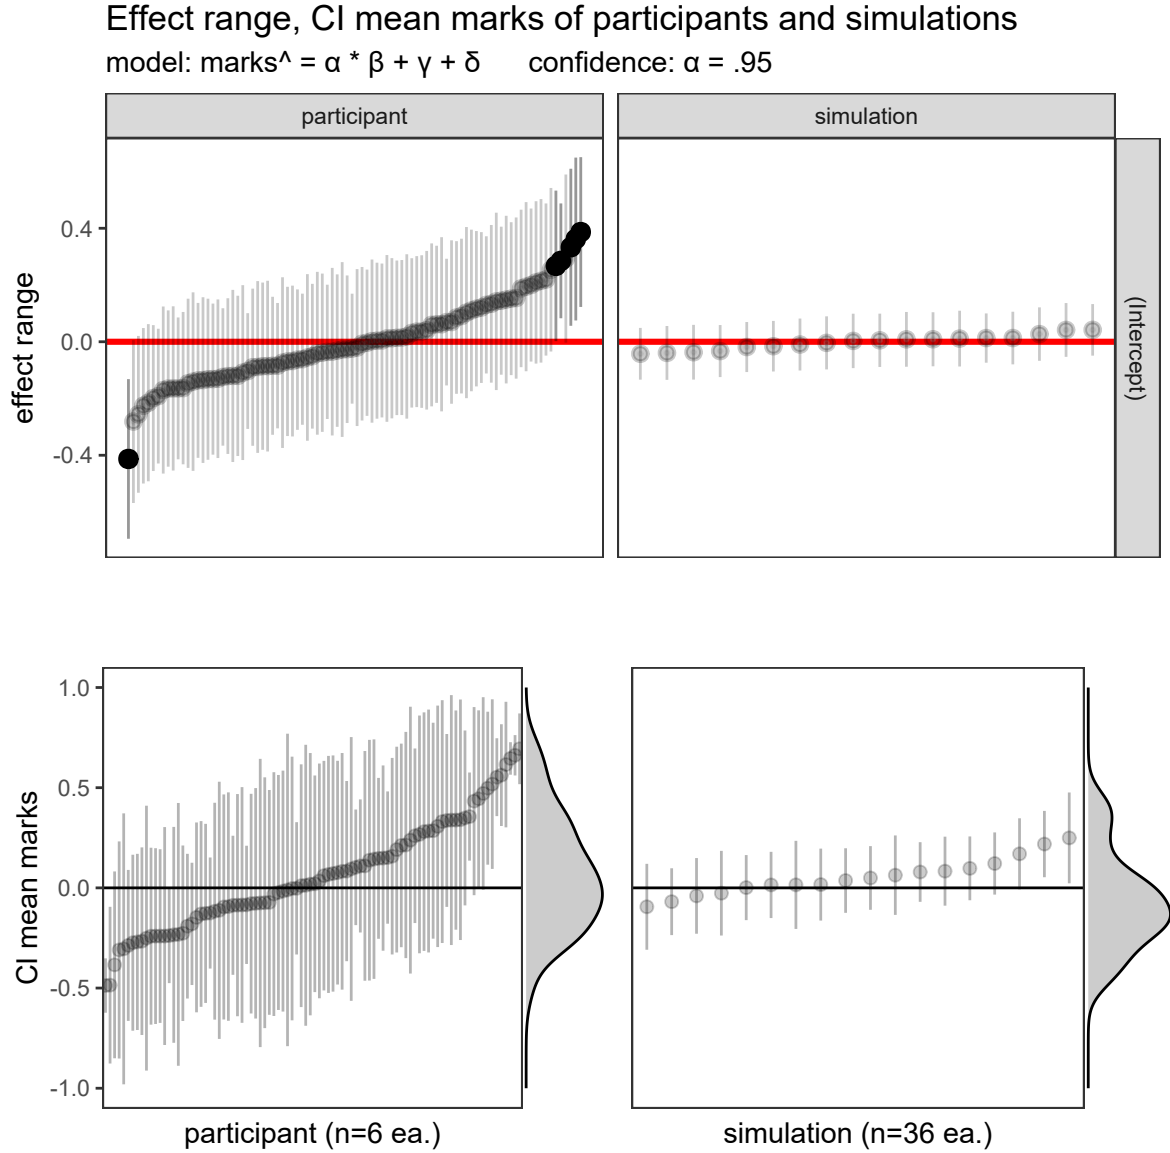 Effect range, CI mean marks of participants and simulations
model: marks^ = α * β + γ + δ confidence: α = .95
participant
simulation
effect range
0.4
0.0
-0.4
(Intercept)
CI mean marks
1.0
0.5
0.0
-0.5
-1.0
participant (n=6 ea.)
simulation (n=36 ea.)